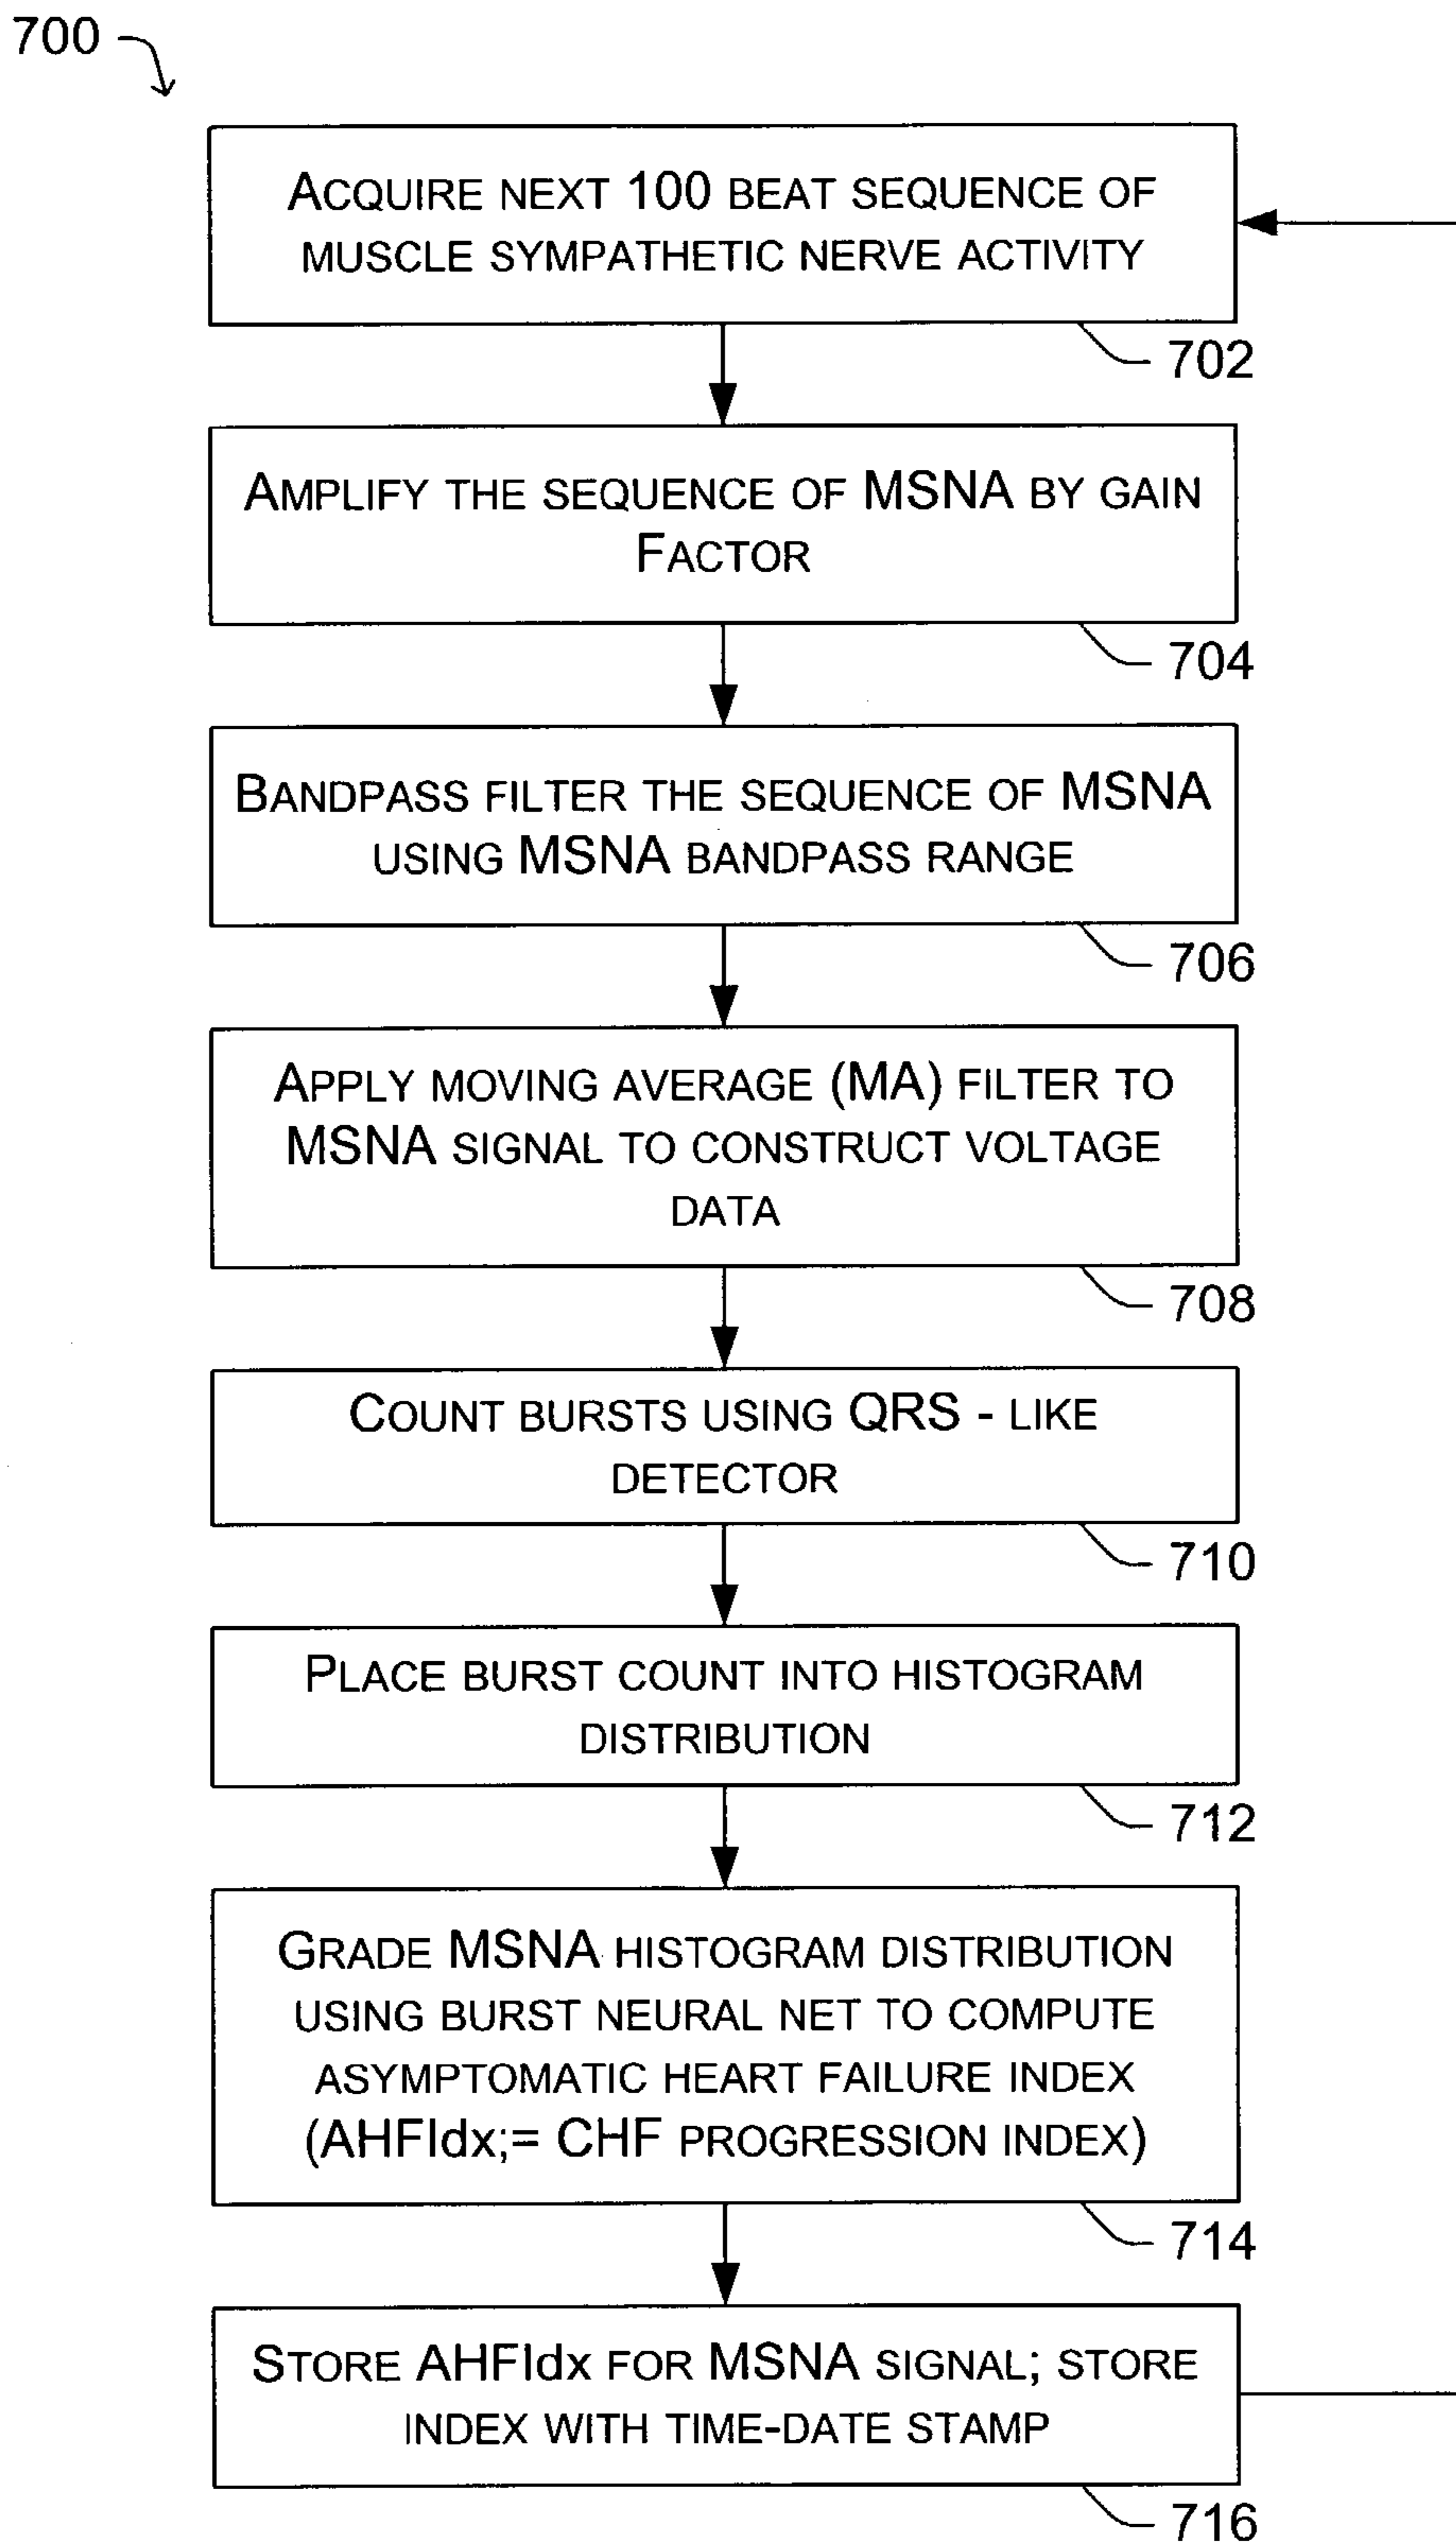 700
ACQUIRE NEXT 100 BEAT SEQUENCE OF
MUSCLE SYMPATHETIC NERVE ACTIVITY
702
AMPLIFY THE SEQUENCE OF MSNA BY GAIN
FACTOR
704
BANDPASS FILTER THE SEQUENCE OF MSNA
USING MSNA BANDPASS RANGE
706
APPLY MOVING AVERAGE (MA) FILTER TO
MSNA SIGNAL TO CONSTRUCT VOLTAGE
DATA
708
COUNT BURSTS USING QRS - LIKE
DETECTOR
710
PLACE BURST COUNT INTO HISTOGRAM
DISTRIBUTION
712
GRADE MSNA HISTOGRAM DISTRIBUTION
USING BURST NEURAL NET TO COMPUTE
ASYMPTOMATIC HEART FAILURE INDEX
(AHFIdx;= CHF PROGRESSION INDEX)
714
STORE AHFIdx FOR MSNA SIGNAL; STORE
INDEX WITH TIME-DATE STAMP
716